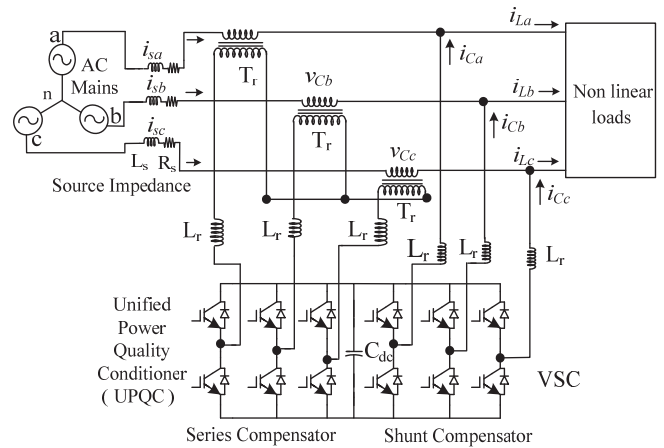 a
AC
Mains
n
b
c
i_sa
i_sb
i_sc
L_s
R_s
Source Impedance
T_r
v_Cb
T_r
v_Cc
T_r
i_La
i_Ca
i_Lb
i_Cb
i_Lc
i_Cc
Non linear
loads
L_r
L_r
L_r
L_r
L_r
L_r
Unified
Power
Quality
Conditioner
( UPQC )
C_dc
VSC
Series Compensator
Shunt Compensator